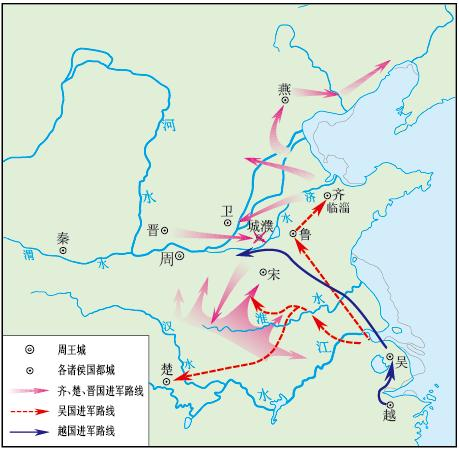 燕
河
水
卫
晋
城濮
济
水
齐
临淄
鲁
秦
渭
水
周
宋
汉
水
淮
水
江
水
楚
吴
越
周王城
各诸侯国都城
齐、楚、晋国进军路线
吴国进军路线
越国进军路线